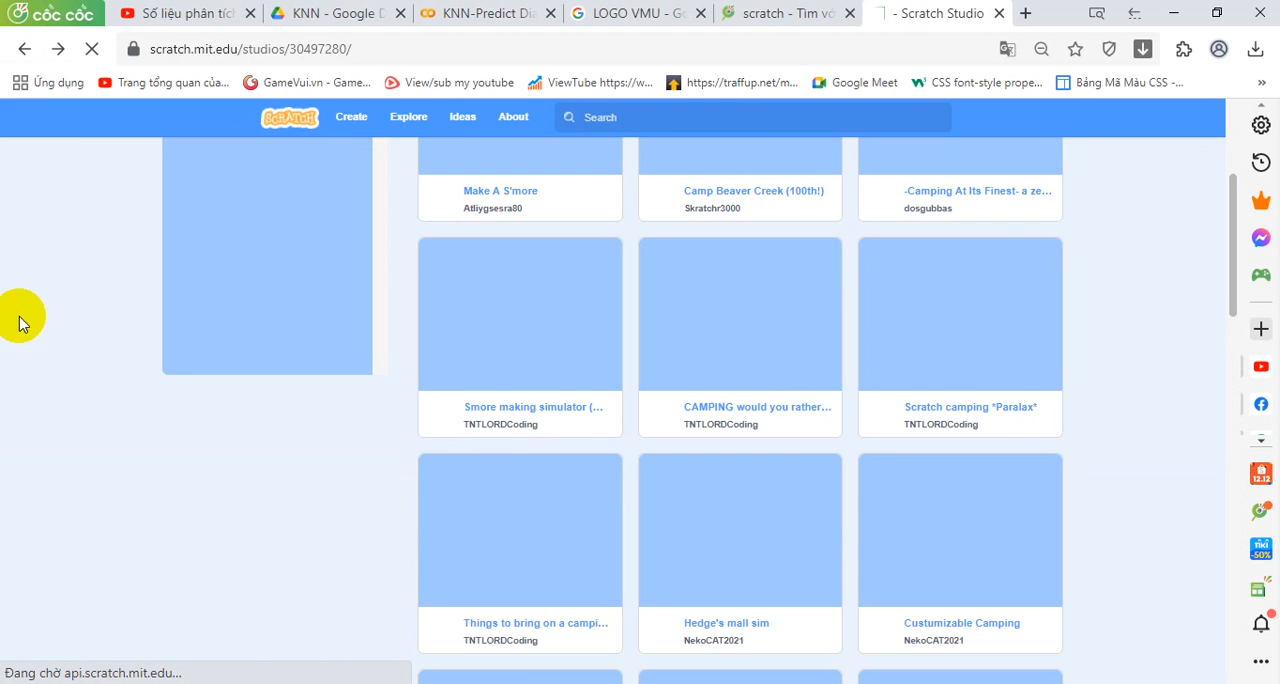 cốc cốc
Số liệu phân tích
KNN - Google D
KNN-Predict Dia
LOGO VMU - Go
scratch - Tìm vớ
- Scratch Studio
scratch.mit.edu/studios/30497280/
Ứng dụng
Trang tổng quan của...
GameVui.vn - Game...
View/sub my youtube
ViewTube https://w...
https://traffup.net/m...
Google Meet
CSS font-style prope...
Bảng Mã Màu CSS -...
»
SCRATCH
Create
Explore
Ideas
About
Search
Make A S'more
Atliygsesra80
Camp Beaver Creek (100th!)
Skratchr3000
-Camping At Its Finest- a ze...
dosgubbas
Smore making simulator (...
TNTLORDCoding
CAMPING would you rather...
TNTLORDCoding
Scratch camping *Paralax*
TNTLORDCoding
Things to bring on a campi...
TNTLORDCoding
Hedge's mall sim
NekoCAT2021
Custumizable Camping
NekoCAT2021
12.12
TIKI
-50%
Đang chờ api.scratch.mit.edu...